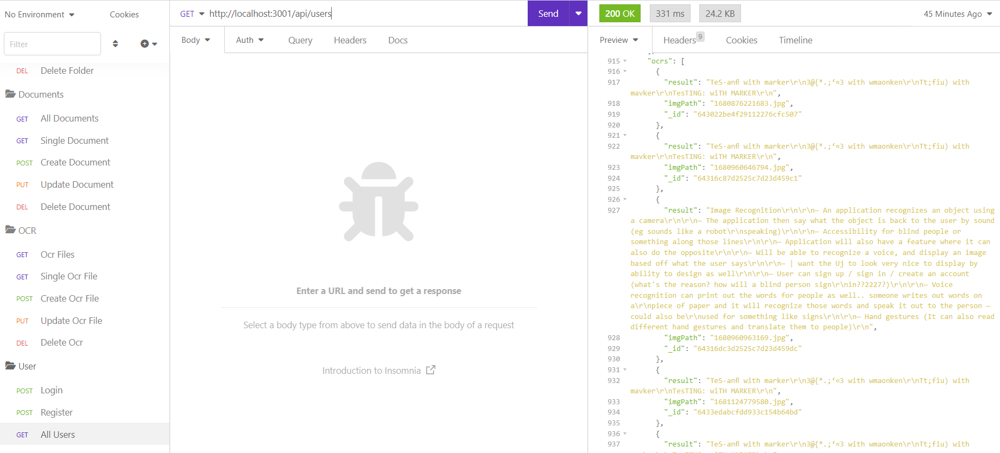 No Environment
Cookies
Filter
DEL Delete Folder
Documents
GET All Documents
GET Single Document
POST Create Document
PUT Update Document
DEL Delete Document
OCR
GET Ocr Files
GET Single Ocr File
POST Create Ocr File
PUT Update Ocr File
DEL Delete Ocr
User
POST Login
POST Register
GET All Users
GET http://localhost:3001/api/users
Send
Body Auth Query Headers Docs
Enter a URL and send to get a response
Select a body type from above to send data in the body of a request
Introduction to Insomnia
200 OK 331 ms 24.2 KB 45 Minutes Ago
Preview Headers 9 Cookies Timeline
915 "ocrs": [
916 {
917 "result": "TeS-anﬂ with marker\r\n3@{*.;‘«3 with wmaonken\r\nTt;fiu) with
mavker\r\nTesTING: wiTH MARKER\r\n",
918 "imgPath": "1680876221683.jpg",
919 "_id": "643022be4f29112276cfc507"
920 },
921 {
922 "result": "TeS-anﬂ with marker\r\n3@{*.;‘«3 with wmaonken\r\nTt;fiu) with
mavker\r\nTesTING: wiTH MARKER\r\n",
923 "imgPath": "1680960646794.jpg",
924 "_id": "64316c87d2525c7d23d459c1"
925 },
926 {
927 "result": "Image Recognition\r\n\r\n— An application recognizes an object using
a camera\r\n\r\n— The application then say what the object is back to the user by sound
(eg sounds like a robot\r\nspeaking)\r\n\r\n— Accessibility for blind people or
something along those lines\r\n\r\n— Application will also have a feature where it can
also do the opposite\r\n\r\n— Will be able to recognize a voice, and display an image
based off what the user says\r\n\r\n— | want the Uj to look very nice to display by
ability to design as well\r\n\r\n— User can sign up / sign in / create an account
(what's the reason? how will a blind person sign\r\nin??2227?)\r\n\r\n— Voice
recognition can print out the words for people as well.. someone writes out words on
a\r\npiece of paper and it will recognize those words and speak it out to the person —
could also be\r\nused for something like signs\r\n\r\n— Hand gestures (It can also read
different hand gestures and translate them to people)\r\n",
928 "imgPath": "1680960963169.jpg",
929 "_id": "64316dc3d2525c7d23d459dc"
930 },
931 {
932 "result": "TeS-anﬂ with marker\r\n3@{*.;‘«3 with wmaonken\r\nTt;fiu) with
mavker\r\nTesTING: wiTH MARKER\r\n",
933 "imgPath": "1681124779580.jpg",
934 "_id": "6433edabcfdd933c154b64bd"
935 },
936 {
937 "result": "TeS-anﬂ with marker\r\n3@{*.;‘«3 with wmaonken\r\nTt;fiu) with